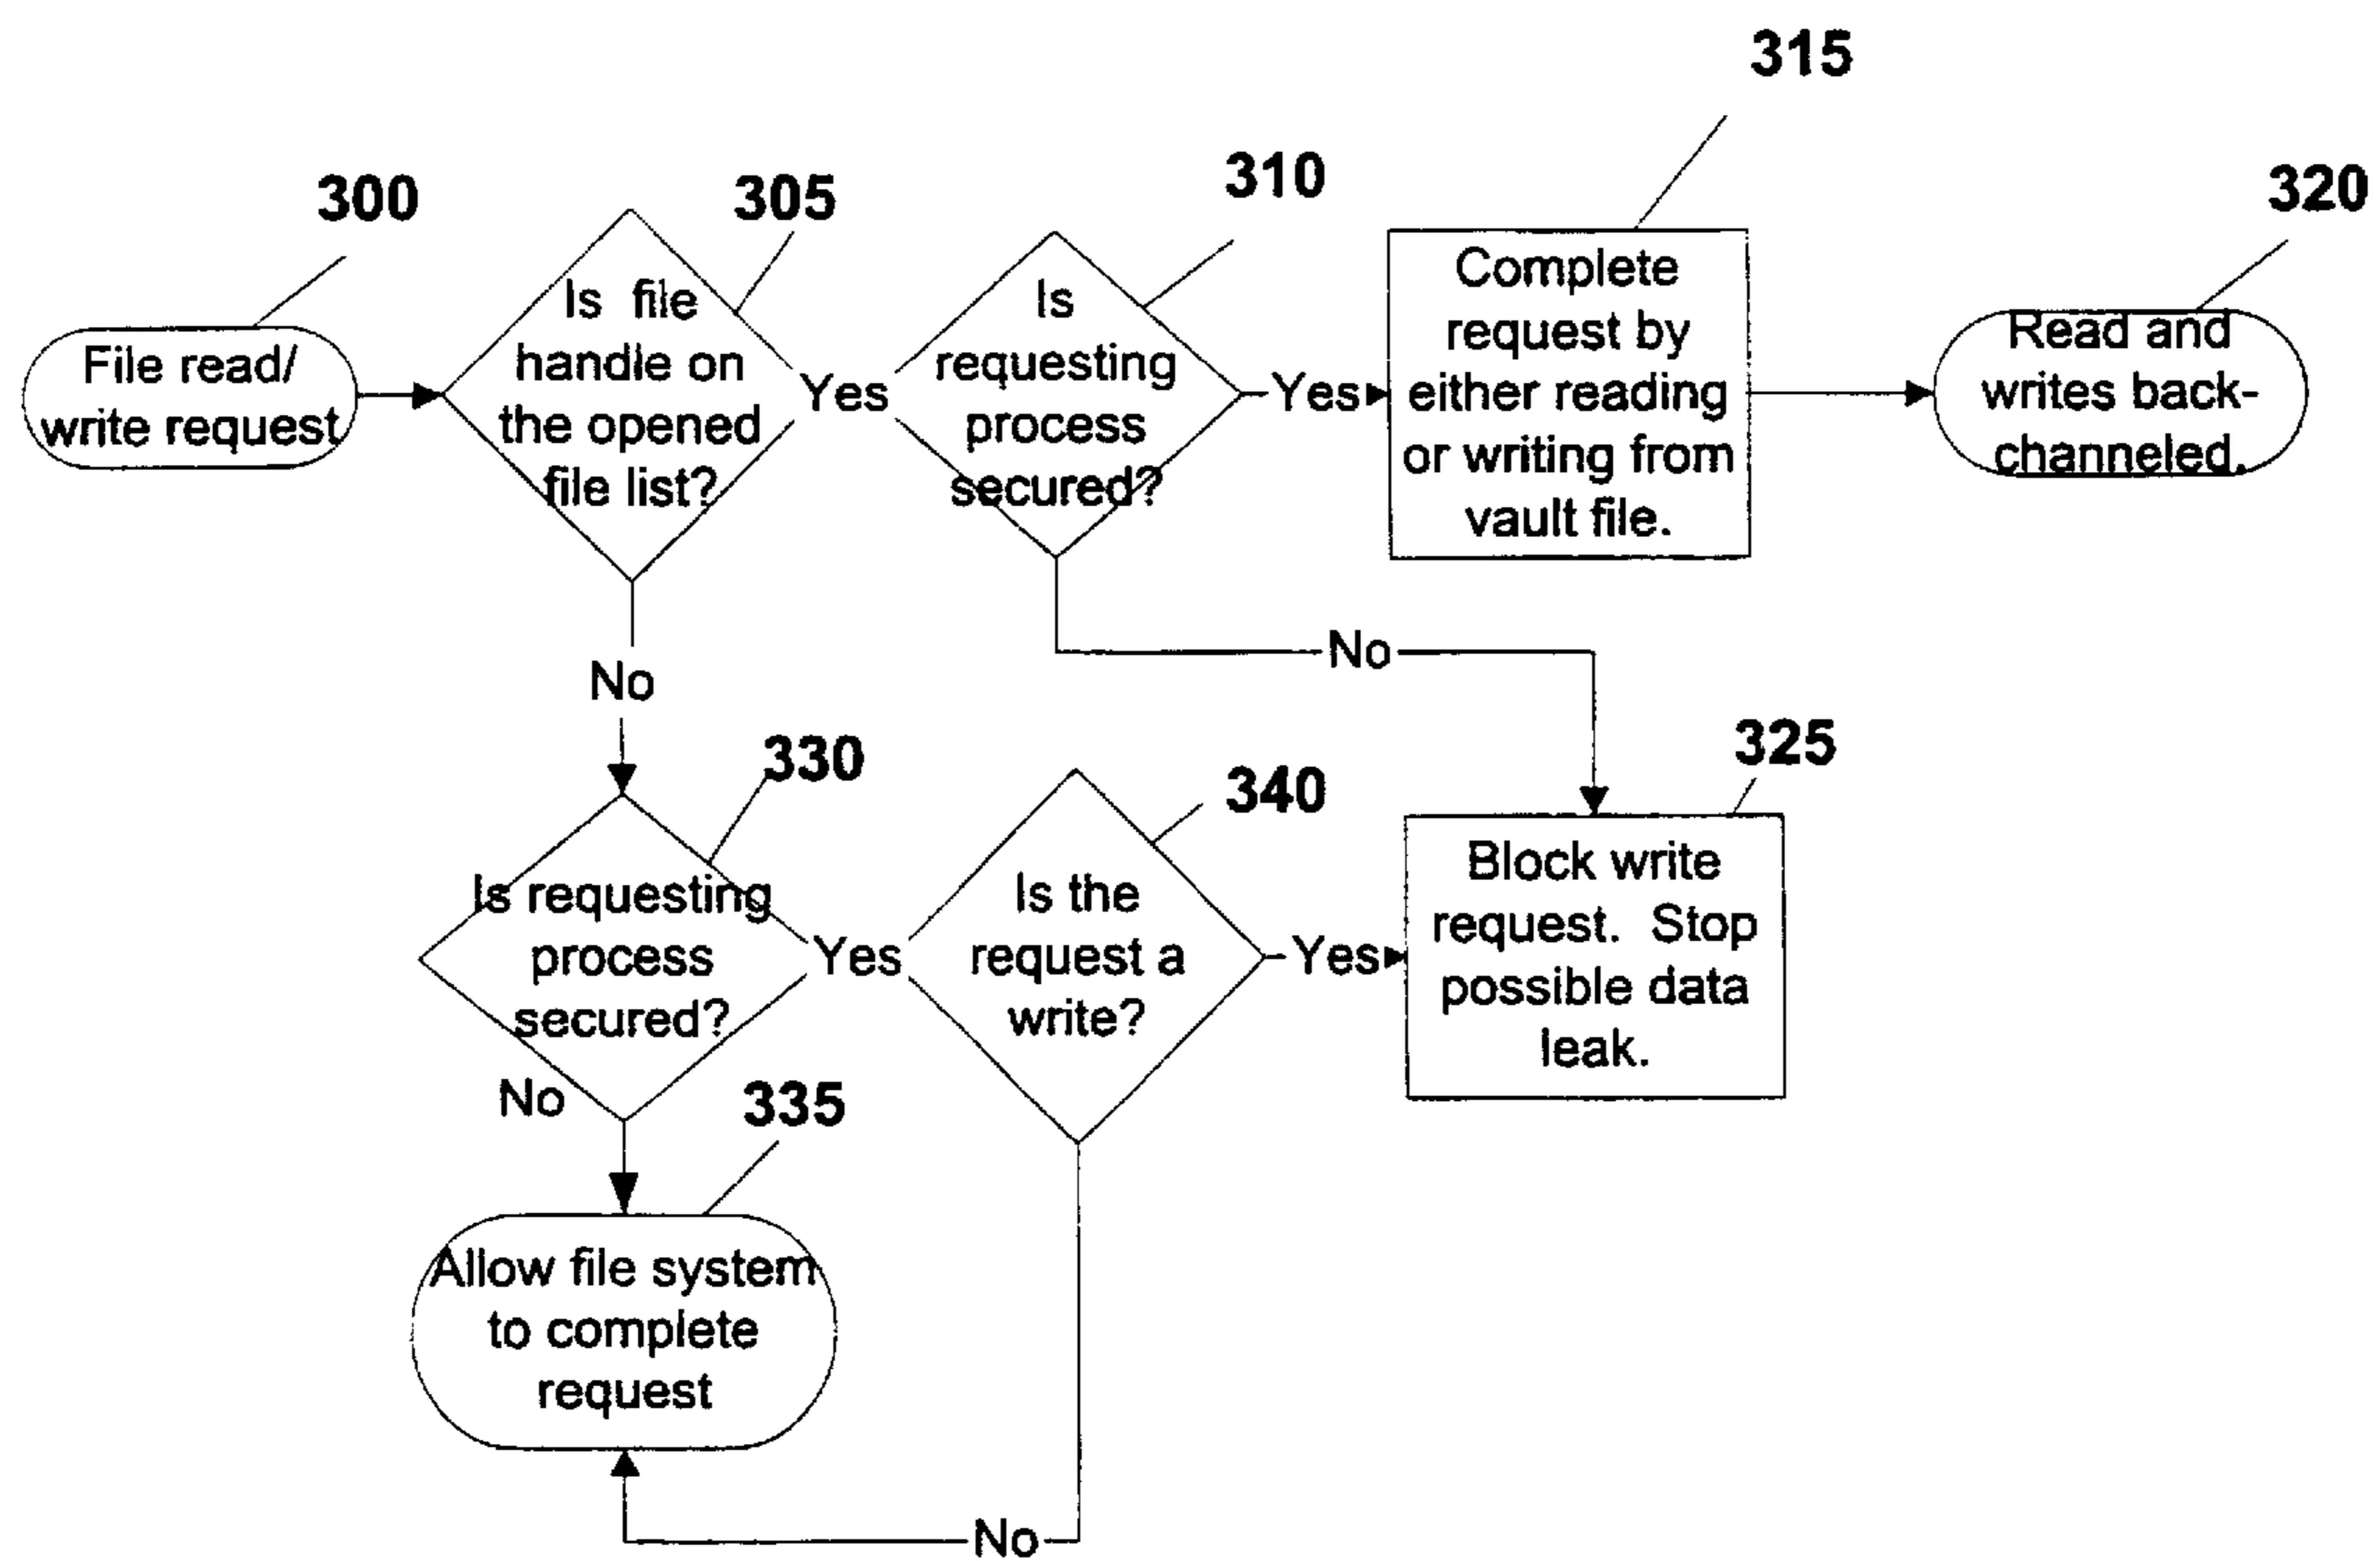 315
300
305
310
320
File read/
write request
Is file
handle on
the opened
file list?
Yes
Is
requesting
process
secured?
Yes
Complete
request by
either reading
or writing from
vault file.
Read and
writes back-
channeled.
No
No
330
340
325
Is requesting
process
secured?
Yes
Is the
request a
write?
Yes
Block write
request. Stop
possible data
leak.
No
335
Allow file system
to complete
request
No